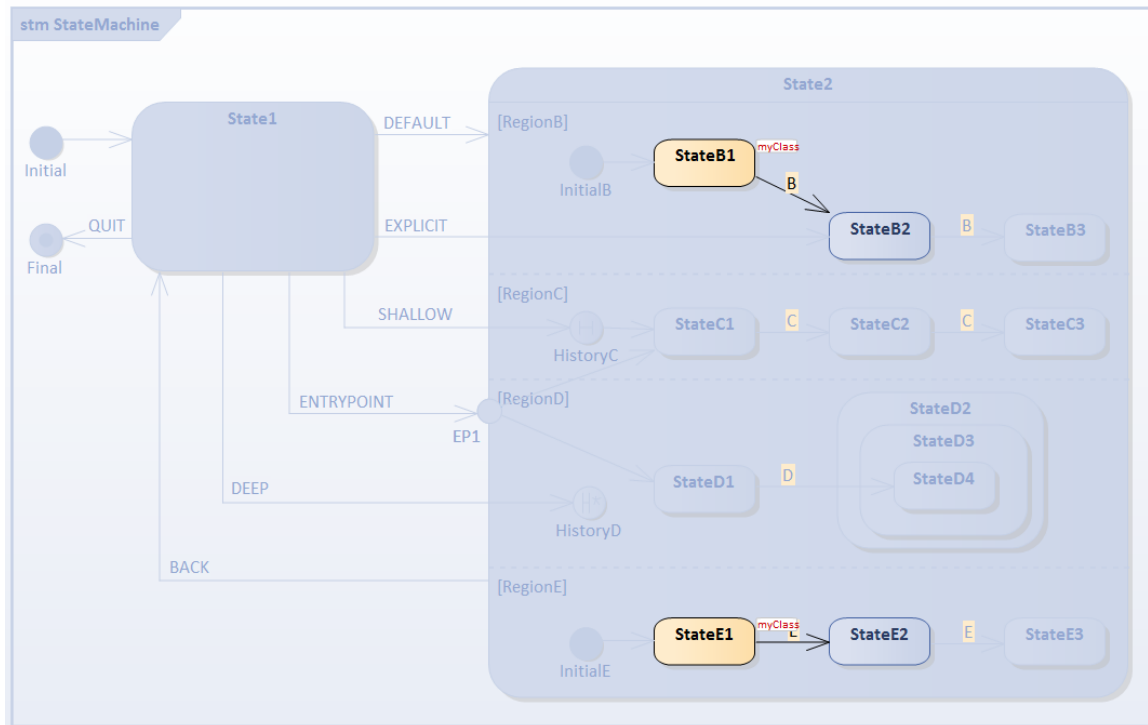 stm StateMachine
State2
State1
DEFAULT
[RegionB]
StateB1
myClass
Initial
InitialB
B
QUIT
EXPLICIT
StateB2
B
StateB3
Final
[RegionC]
SHALLOW
StateC1
C
StateC2
C
StateC3
HistoryC
ENTRYPOINT
[RegionD]
StateD2
EP1
StateD3
StateD1
D
StateD4
DEEP
HistoryD
BACK
[RegionE]
StateE1
myClass
E
StateE2
E
StateE3
InitialE